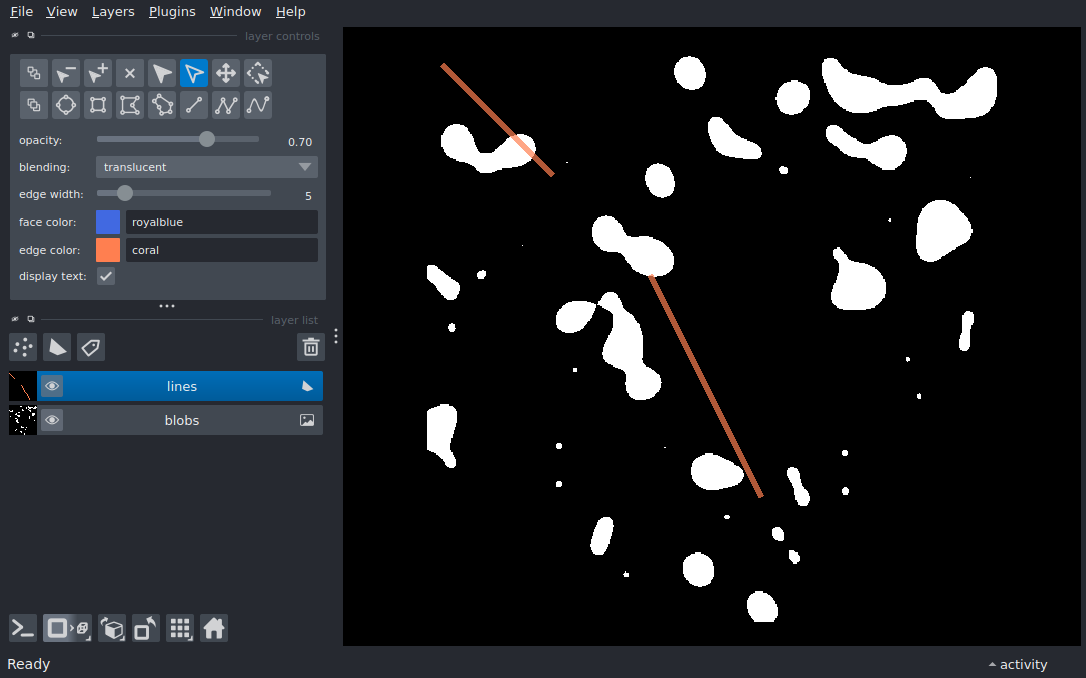 File View Layers Plugins Window Help
layer controls
opacity: 0.70
blending: translucent
edge width: 5
face color: royalblue
edge color: coral
display text:
layer list
lines
blobs
Ready
activity